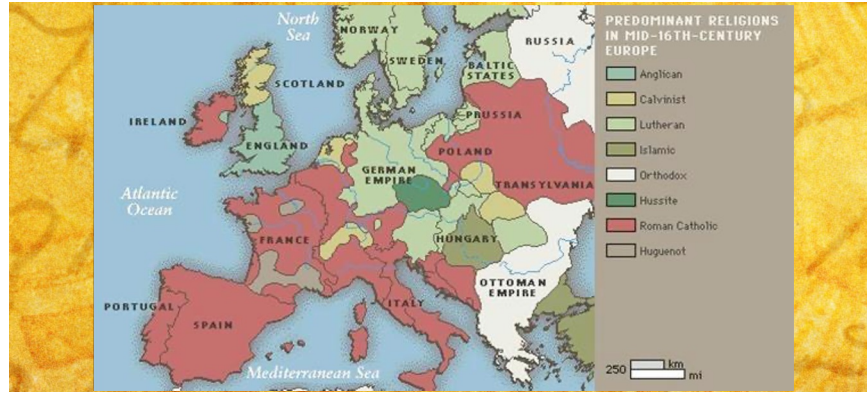 PREDOMINANT RELIGIONS
IN MID-16TH-CENTURY
EUROPE
Anglican
Calvinist
Lutheran
Islamic
Orthodox
Hussite
Roman Catholic
Huguenot
250 km
mi
North
Sea
NORWAY
SWEDEN
RUSSIA
BALTIC
STATES
SCOTLAND
IRELAND
ENGLAND
PRUSSIA
POLAND
GERMAN
EMPIRE
TRANSYLVANIA
Atlantic
Ocean
FRANCE
HUNGARY
OTTOMAN
EMPIRE
PORTUGAL
SPAIN
ITALY
Mediterranean Sea